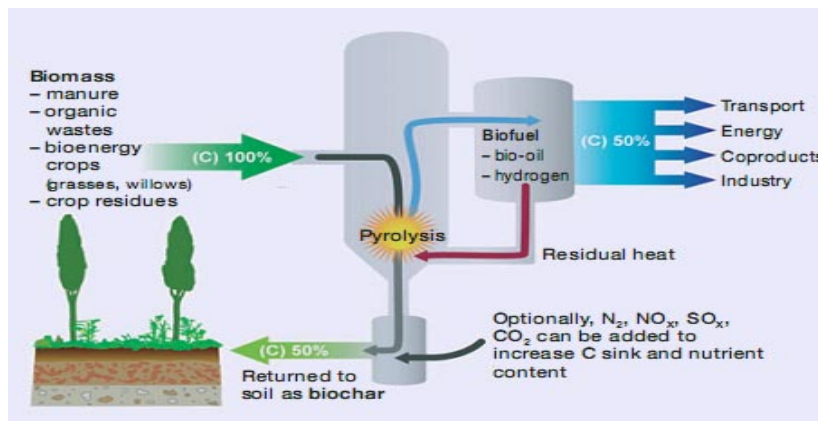 Biomass
– manure
– organic
wastes
– bioenergy
crops
(grasses, willows)
– crop residues
(C) 100%
Pyrolysis
Biofuel
- bio-oil
- hydrogen
(C) 50%
Transport
Energy
Coproducts
Industry
Residual heat
Optionally, N₂, NOₓ, SOₓ,
CO₂ can be added to
increase C sink and nutrient
content
(C) 50%
Returned to
soil as biochar